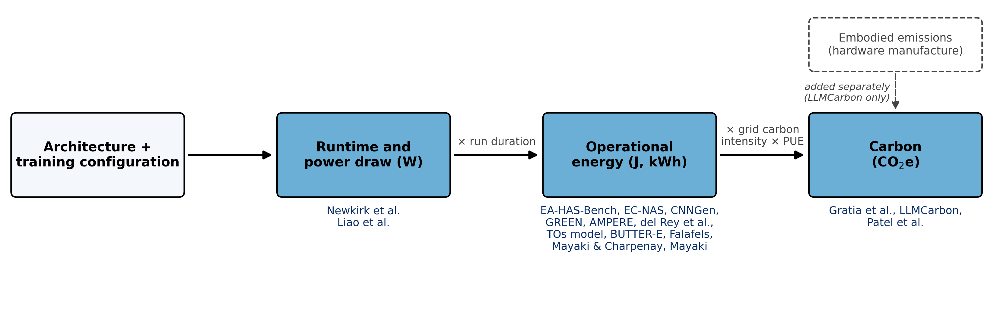 Embodied emissions
(hardware manufacture)
added separately
(LLMCarbon only)
Architecture +
training configuration
Runtime and
power draw (W)
× run duration
Operational
energy (J, kWh)
× grid carbon
intensity × PUE
Carbon
(CO₂e)
Newkirk et al.
Liao et al.
EA-HAS-Bench, EC-NAS, CNNGen,
GREEN, AMPERE, del Rey et al.,
TOs model, BUTTER-E, Falafels,
Mayaki & Charpenay, Mayaki
Gratia et al., LLMCarbon,
Patel et al.